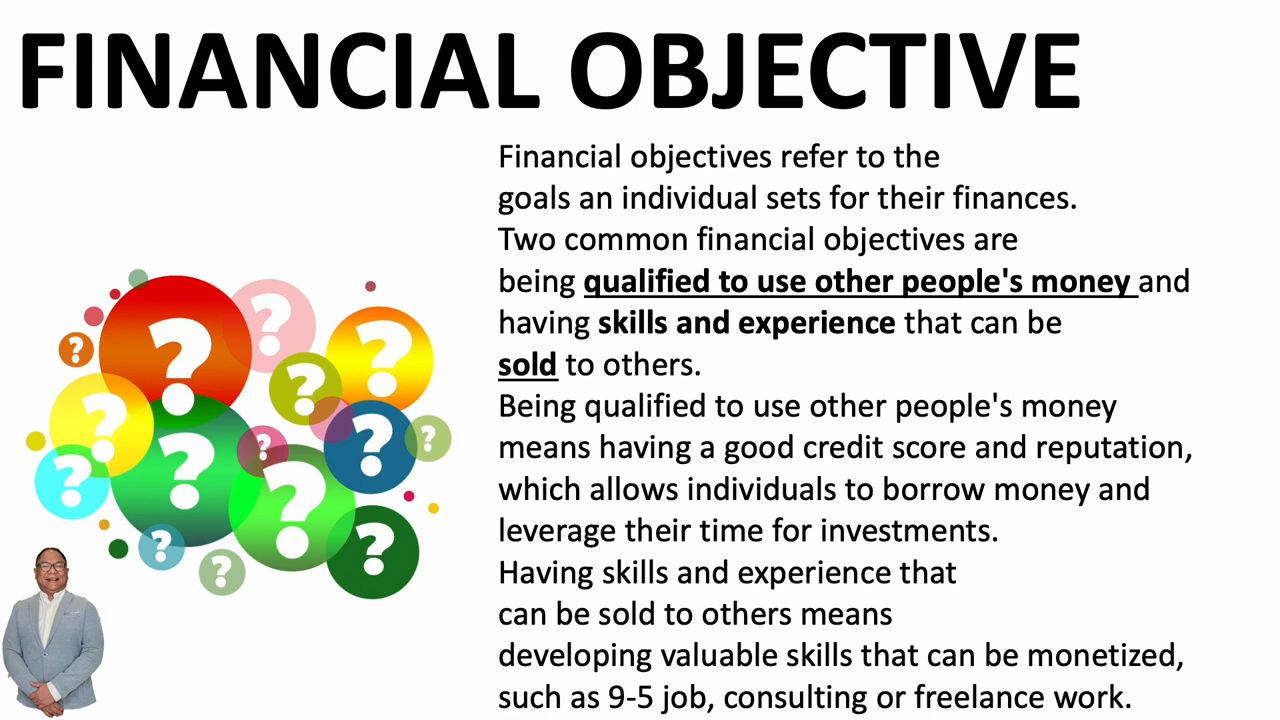 FINANCIAL OBJECTIVE
Financial objectives refer to the
goals an individual sets for their finances.
Two common financial objectives are
being qualified to use other people's money and
having skills and experience that can be
sold to others.
Being qualified to use other people's money
means having a good credit score and reputation,
which allows individuals to borrow money and
leverage their time for investments.
Having skills and experience that
can be sold to others means
developing valuable skills that can be monetized,
such as 9-5 job, consulting or freelance work.
? ? ? ? ? ? ? ? ? ? ? ? ? ?